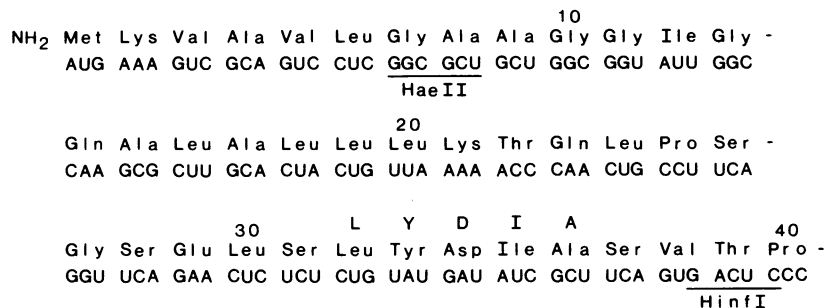 10
NH2 Met Lys Val Ala Val Leu Gly Ala Ala Gly Gly Ile Gly -
AUG AAA GUC GCA GUC CUC GGC GCU GCU GGC GGU AUU GGC
HaeII
20
Gln Ala Leu Ala Leu Leu Leu Lys Thr Gln Leu Pro Ser -
CAA GCG CUU GCA CUA CUG UUA AAA ACC CAA CUG CCU UCA
L Y D I A
30 40
Gly Ser Glu Leu Ser Leu Tyr Asp Ile Ala Ser Val Thr Pro -
GGU UCA GAA CUC UCU CUG UAU GAU AUC GCU UCA GUG ACUC CCC
HinfI